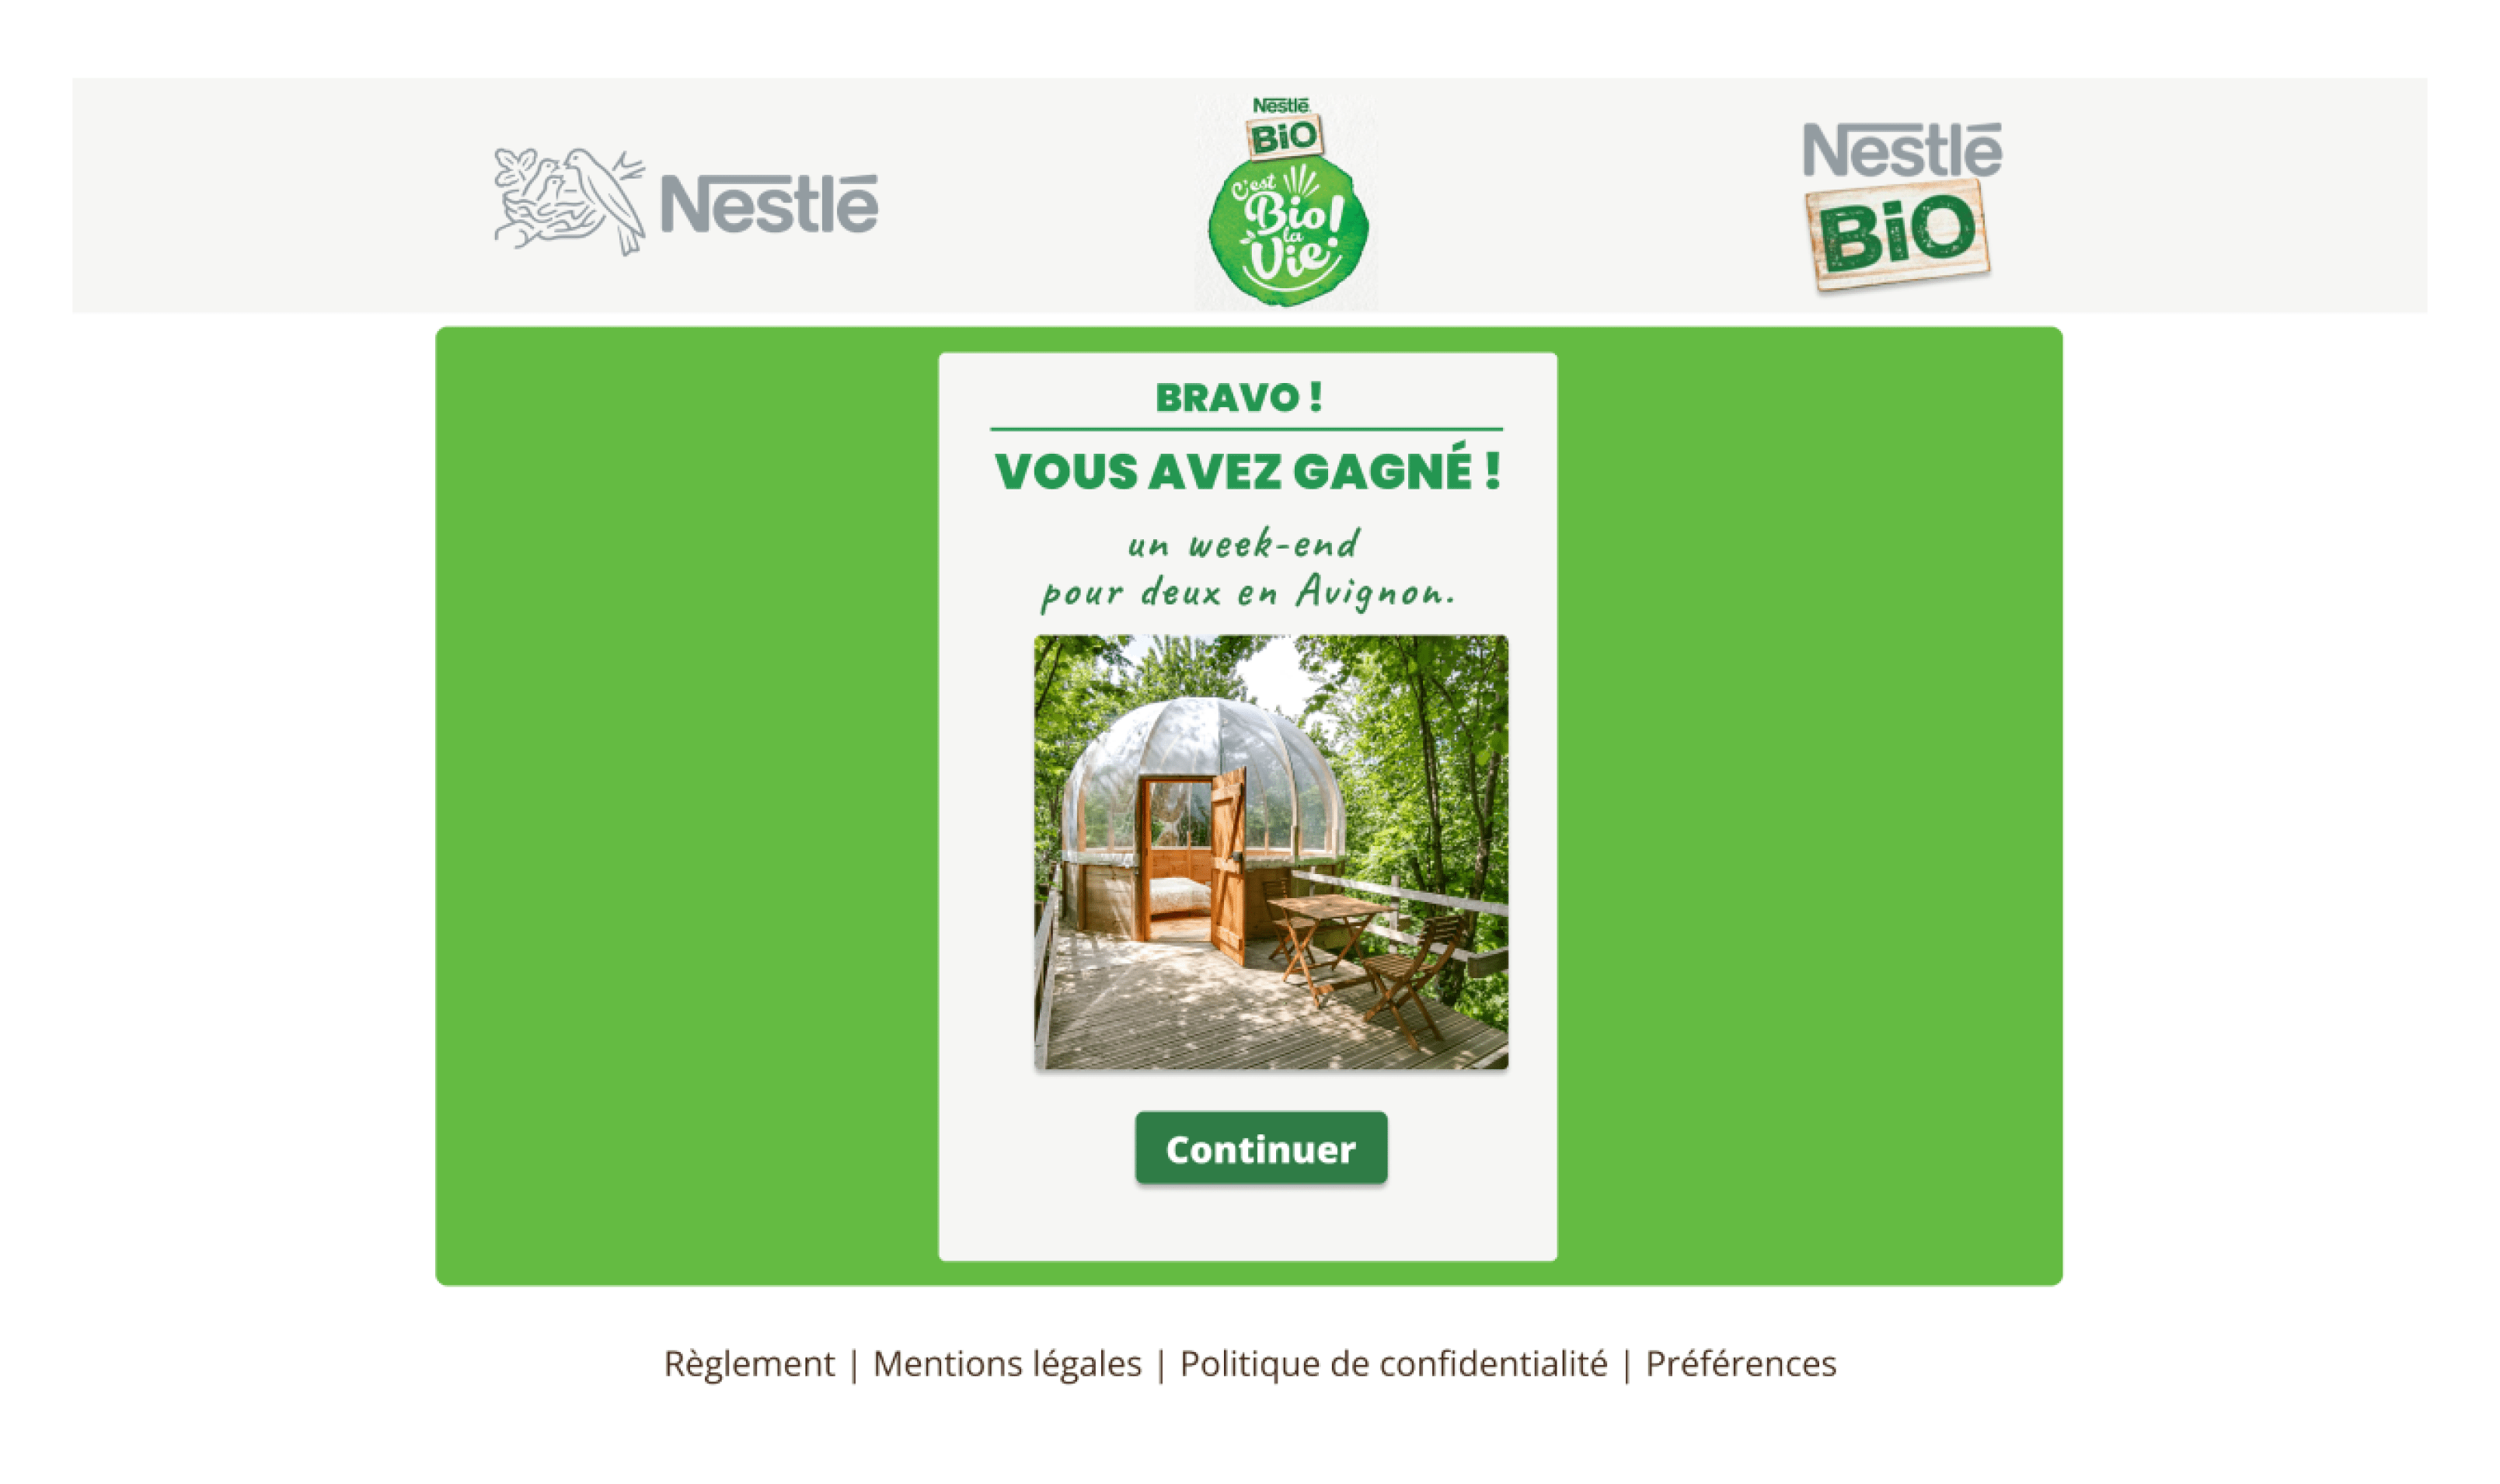 Nestlé
Nestlé
BiO
C'est
Bio!
la
Vie!
Nestlé
BiO
BRAVO !
VOUS AVEZ GAGNÉ !
un week-end
pour deux en Avignon.
Continuer
Règlement | Mentions légales | Politique de confidentialité | Préférences